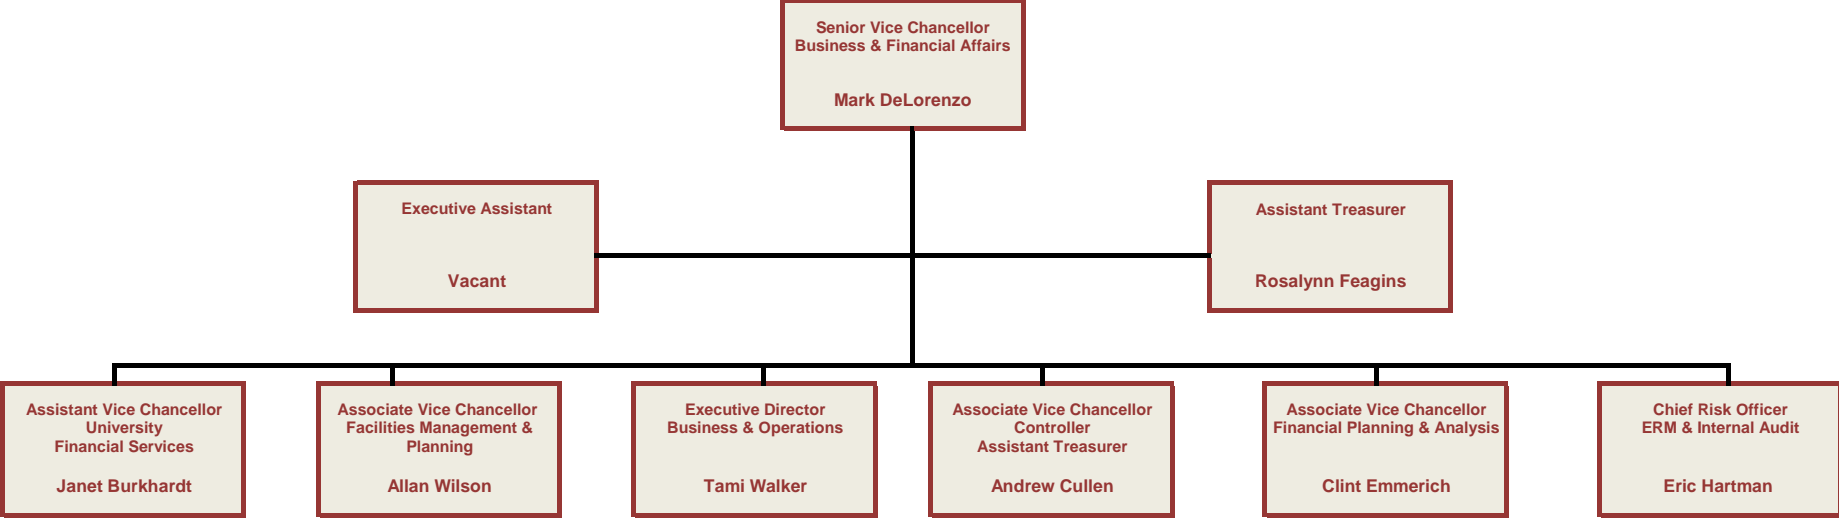 Senior Vice Chancellor
Business & Financial Affairs
Mark DeLorenzo
Executive Assistant
Vacant
Assistant Treasurer
Rosalynn Feagins
Assistant Vice Chancellor
University
Financial Services
Janet Burkhardt
Associate Vice Chancellor
Facilities Management &
Planning
Allan Wilson
Executive Director
Business & Operations
Tami Walker
Associate Vice Chancellor
Controller
Assistant Treasurer
Andrew Cullen
Associate Vice Chancellor
Financial Planning & Analysis
Clint Emmerich
Chief Risk Officer
ERM & Internal Audit
Eric Hartman